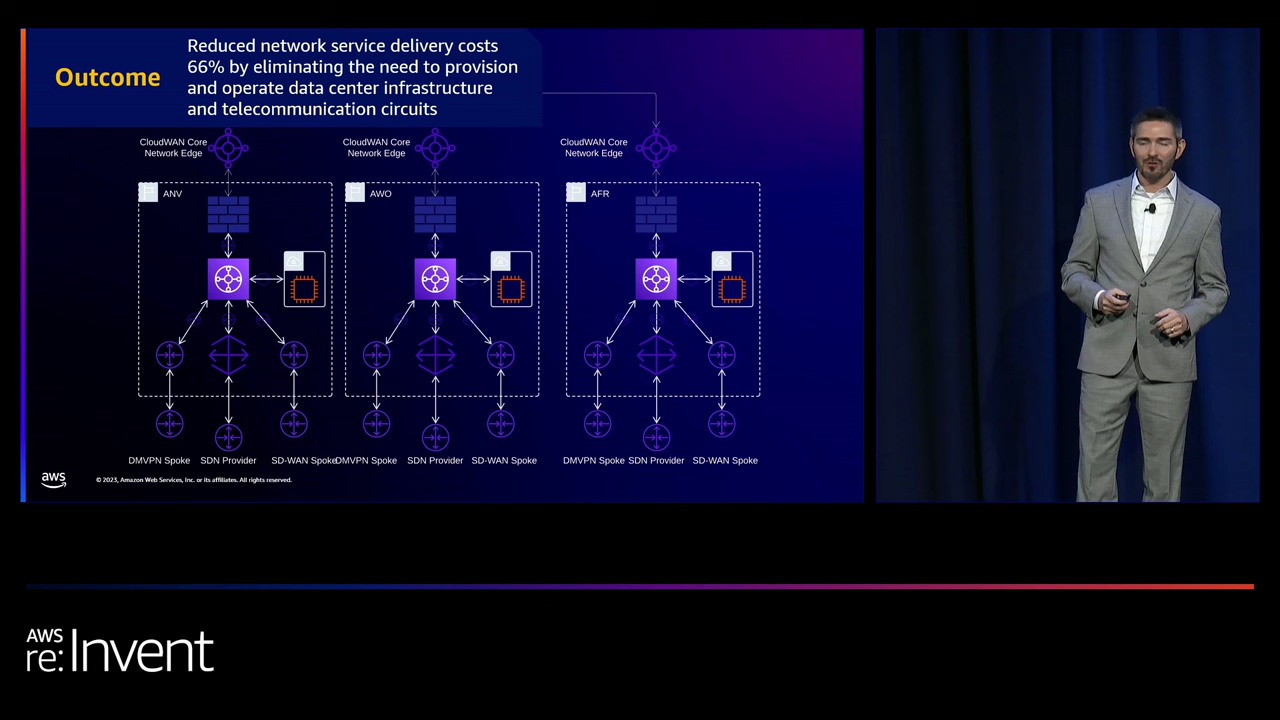 Outcome
Reduced network service delivery costs
66% by eliminating the need to provision
and operate data center infrastructure
and telecommunication circuits
CloudWAN Core
Network Edge
CloudWAN Core
Network Edge
CloudWAN Core
Network Edge
ANV
AWO
AFR
DMVPN Spoke
SDN Provider
SD-WAN Spoke
DMVPN Spoke
SDN Provider
SD-WAN Spoke
DMVPN Spoke
SDN Provider
SD-WAN Spoke
aws
© 2023, Amazon Web Services, Inc. or its affiliates. All rights reserved.
AWS
re:Invent